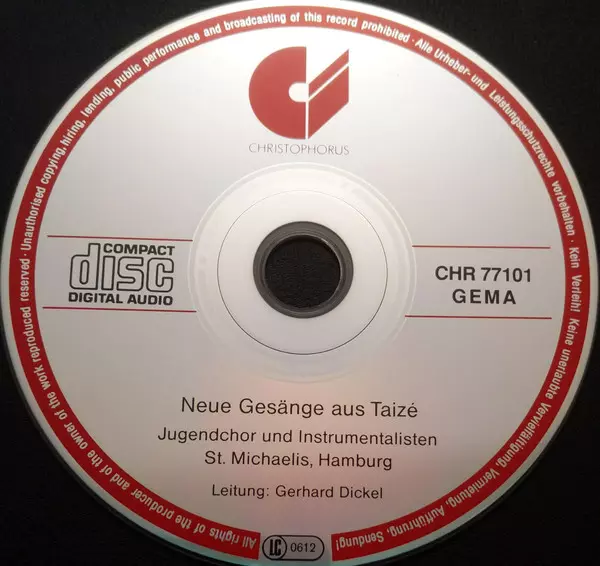 All rights of the producer and of the owner of the work reproduced reserved · Unauthorised copying, hiring, lending, public performance and broadcasting of this record prohibited · Alle Urheber- und Leistungsschutzrechte vorbehalten · Kein Verleih! Keine unerlaubte Vervielfältigung, Vermietung, Aufführung, Sendung!
CHRISTOPHORUS
COMPACT
disc
DIGITAL AUDIO
CHR 77101
GEMA
Neue Gesänge aus Taizé
Jugendchor und Instrumentalisten
St. Michaelis, Hamburg
Leitung: Gerhard Dickel
LC 0612